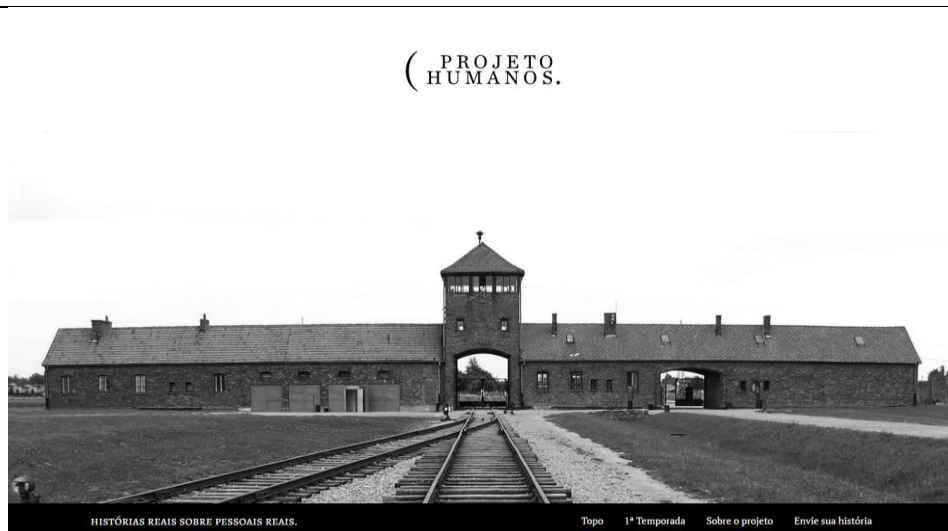 ( PROJETO
HUMANOS.
HISTÓRIAS REAIS SOBRE PESSOAIS REAIS.
Topo 1ª Temporada Sobre o projeto Envie sua história